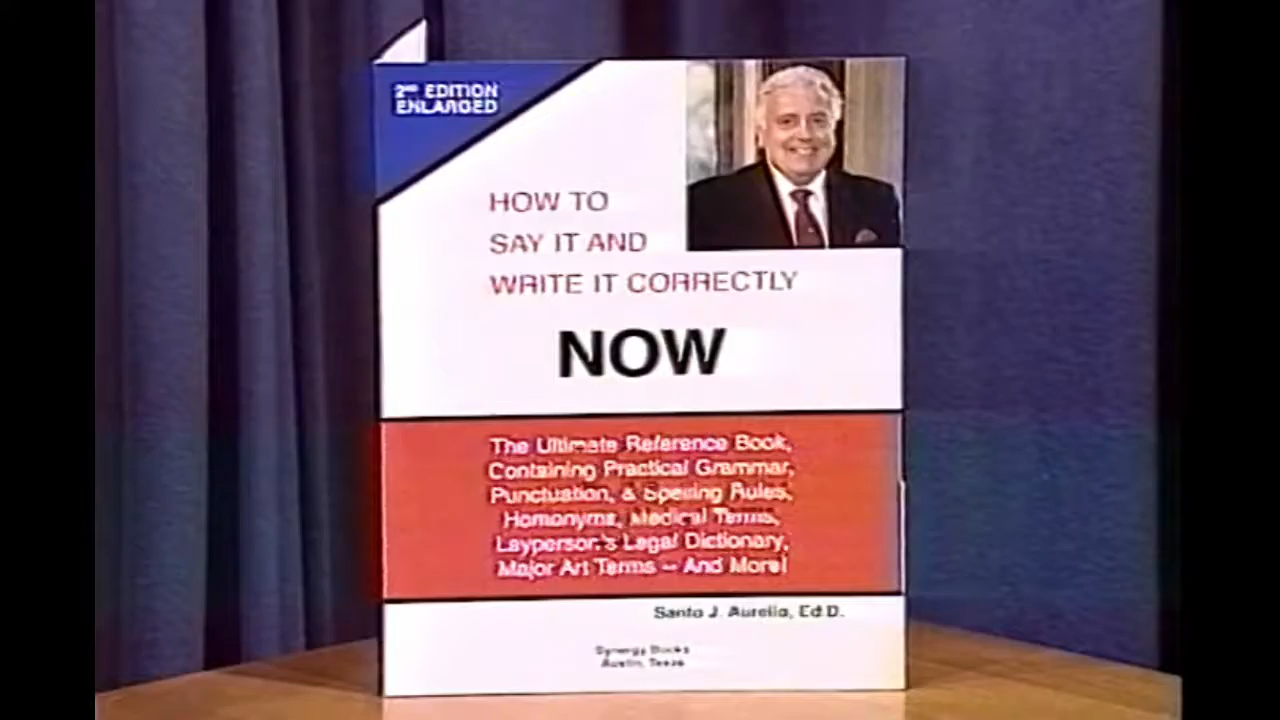 2ND EDITION
ENLARGED
HOW TO
SAY IT AND
WRITE IT CORRECTLY
NOW
The Ultimate Reference Book,
Containing Practical Grammar,
Punctuation, & Spelling Rules,
Homonyms, Medical Terms,
Layperson's Legal Dictionary,
Major Art Terms – And More!
Santo J. Aurelio, Ed.D.
Synergy Books
Austin, Texas